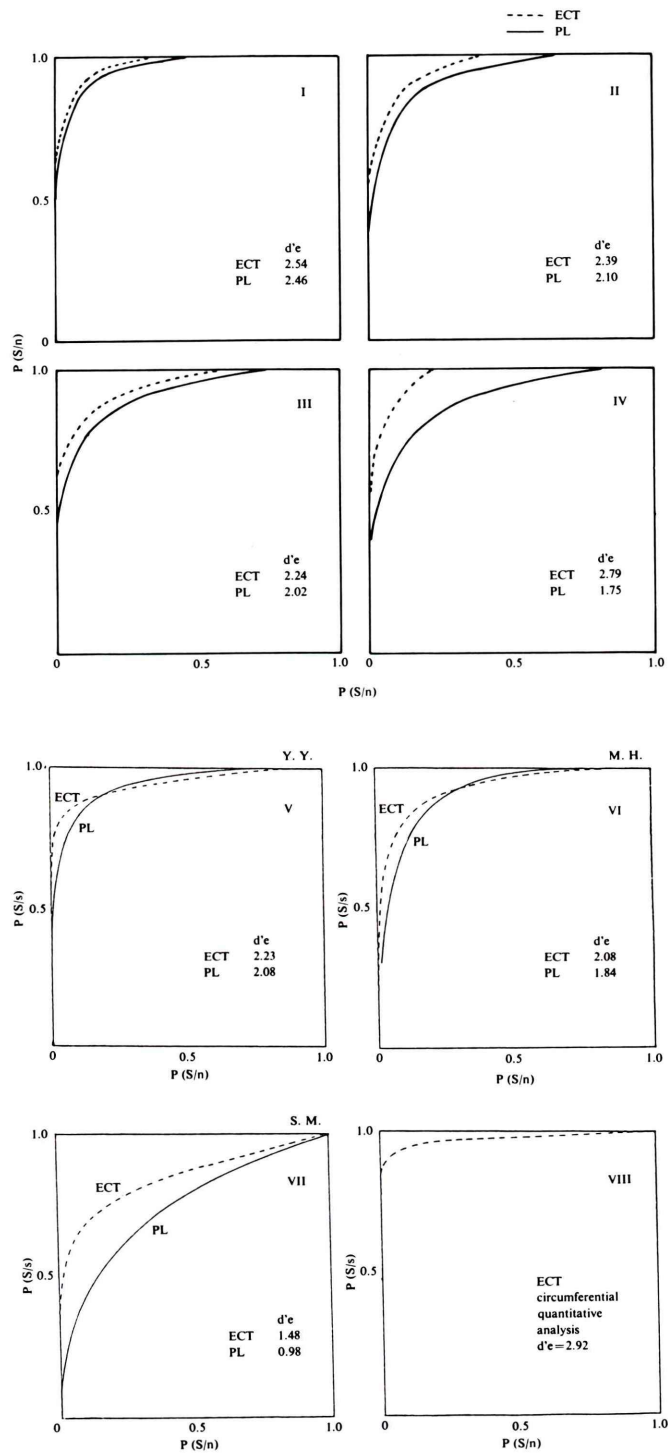 ECT
PL
1.0
I
II
0.5
d'e
ECT 2.54
PL 2.46
d'e
ECT 2.39
PL 2.10
0
P (S/n)
1.0
III
IV
0.5
0.5
d'e
ECT 2.24
PL 2.02
d'e
ECT 2.79
PL 1.75
0
0.5
1.0
0
0.5
1.0
P (S/n)
Y. Y.
1.0
ECT
V
PL
P (S/s)
0.5
d'e
ECT 2.23
PL 2.08
0
0.5
1.0
P (S/n)
M. H.
1.0
ECT
VI
PL
P (S/s)
0.5
d'e
ECT 2.08
PL 1.84
0
0.5
1.0
P (S/n)
S. M.
1.0
ECT
VII
PL
P (S/s)
0.5
d'e
ECT 1.48
PL 0.98
0
0.5
1.0
P (S/n)
1.0
VIII
P (S/s)
0.5
ECT
circumferential
quantitative
analysis
d'e=2.92
0
0.5
1.0
P (S/n)